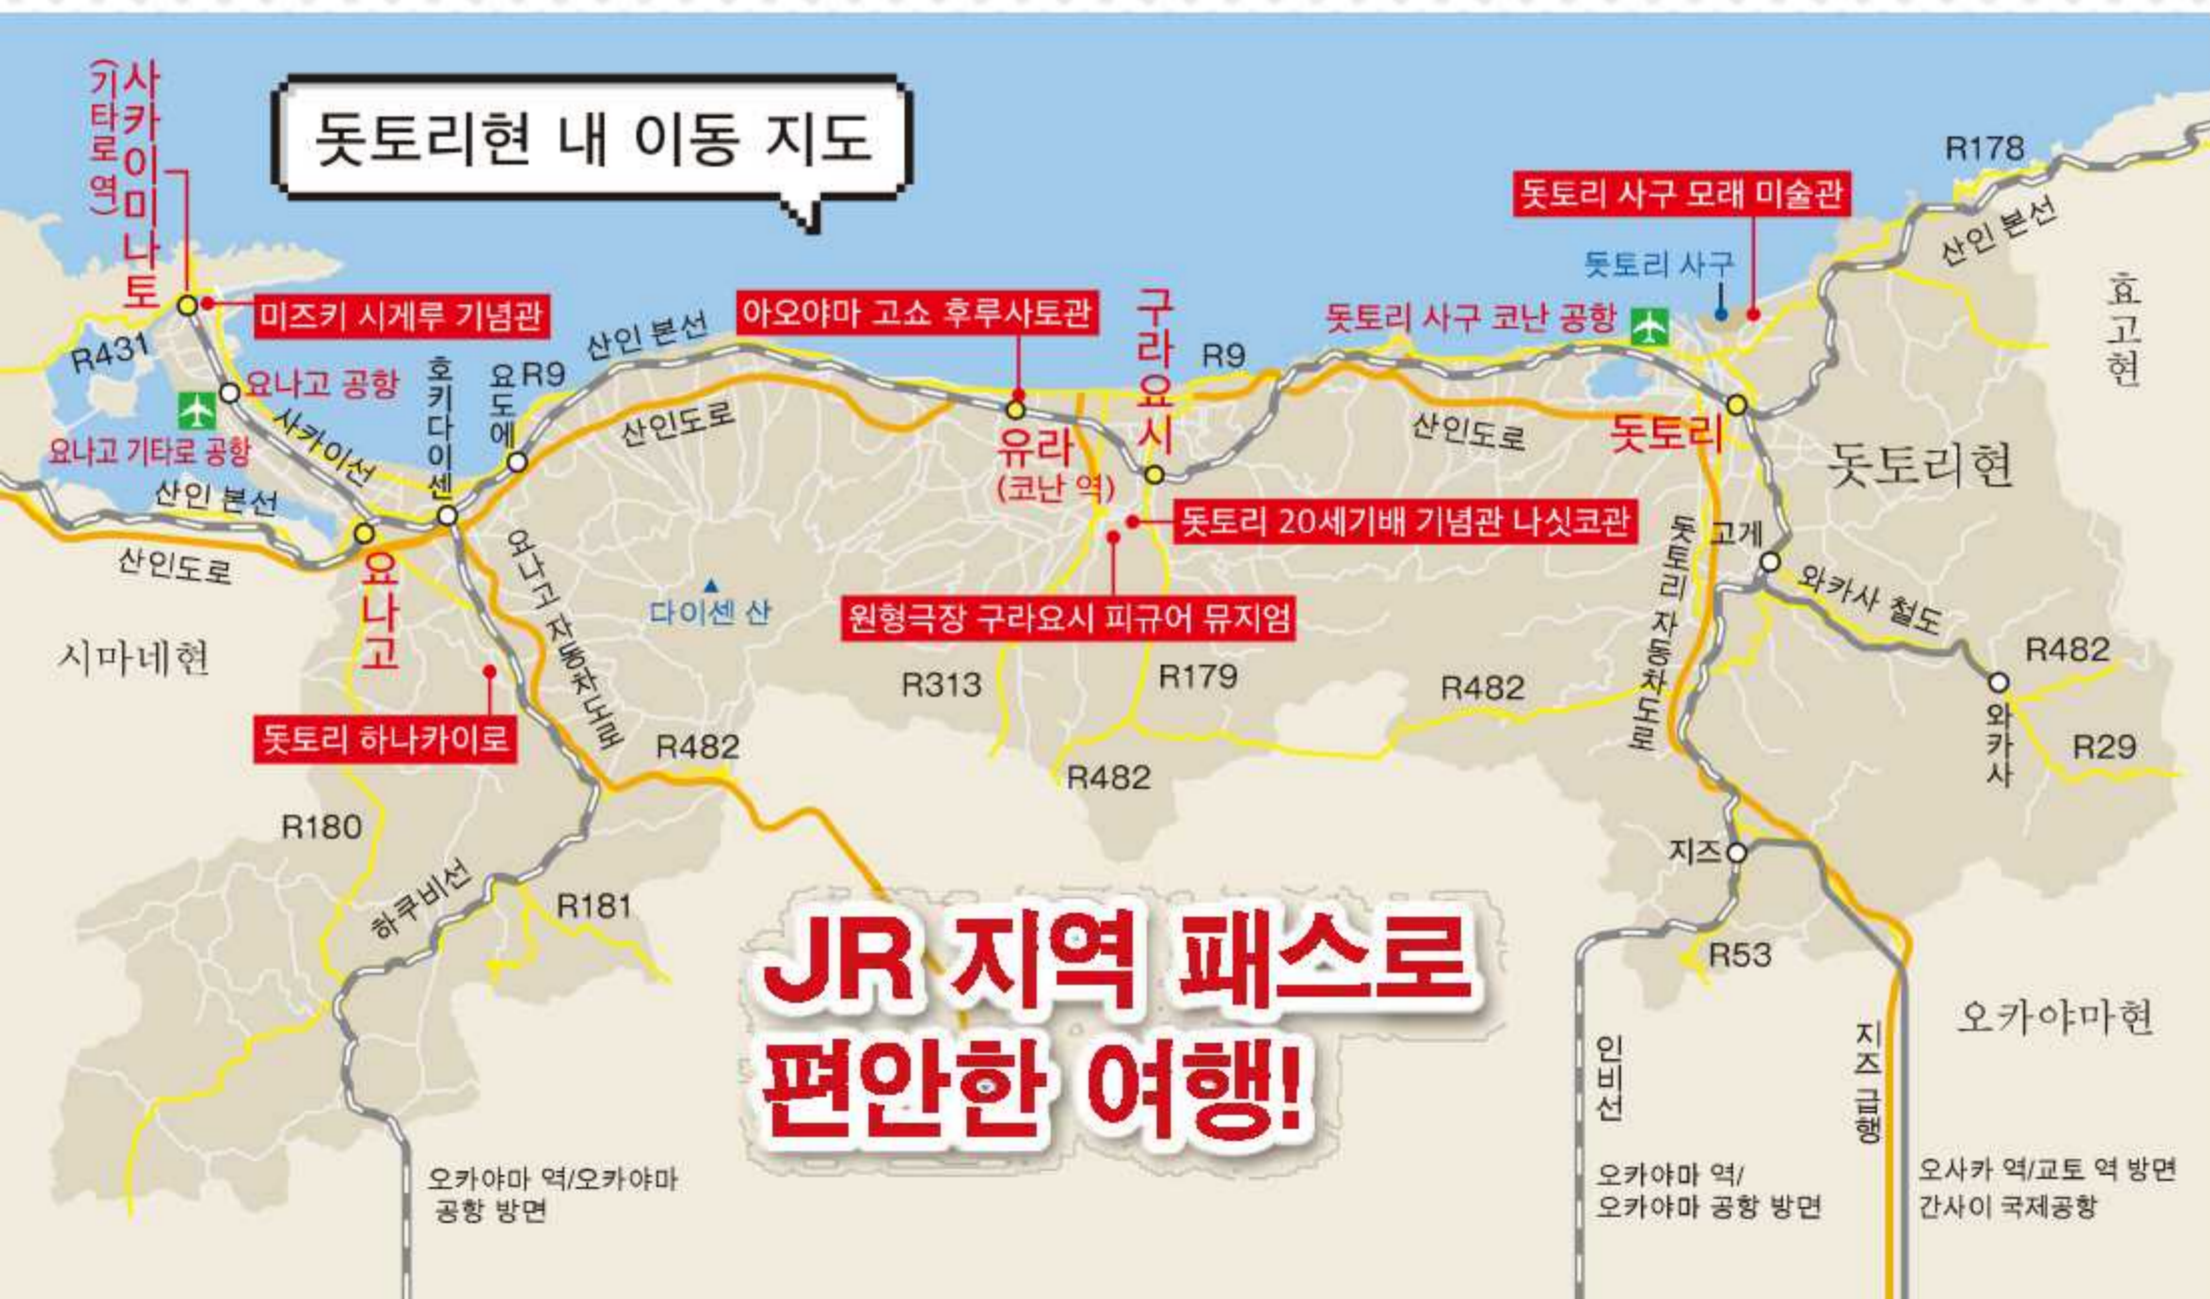 돗토리현 내 이동 지도
사카이미나토
(기타로 역)
미즈키 시게루 기념관
R431
요나고 공항
요나고 기타로 공항
사카이선
산인 본선
산인도로
호키다이센
요도에
R9
산인 본선
산인도로
아오야마 고쇼 후루사토관
유라
(코난 역)
구라요시
R9
돗토리 사구 코난 공항
돗토리 사구
돗토리 사구 모래 미술관
R178
산인 본선
효고현
산인도로
돗토리
돗토리현
돗토리 20세기배 기념관 나싯코관
원형극장 구라요시 피규어 뮤지엄
다이센 산
요나고
요나고 자동차도로
시마네현
돗토리 하나카이로
R482
R313
R179
R482
R482
돗토리 자동차도로
고게
와카사 철도
와카사
R482
R29
R180
하쿠비선
R181
지즈
R53
JR 지역 패스로
편안한 여행!
오카야마현
인비선
지즈 급행
오카야마 역/오카야마
공항 방면
오카야마 역/
오카야마 공항 방면
오사카 역/교토 역 방면
간사이 국제공항